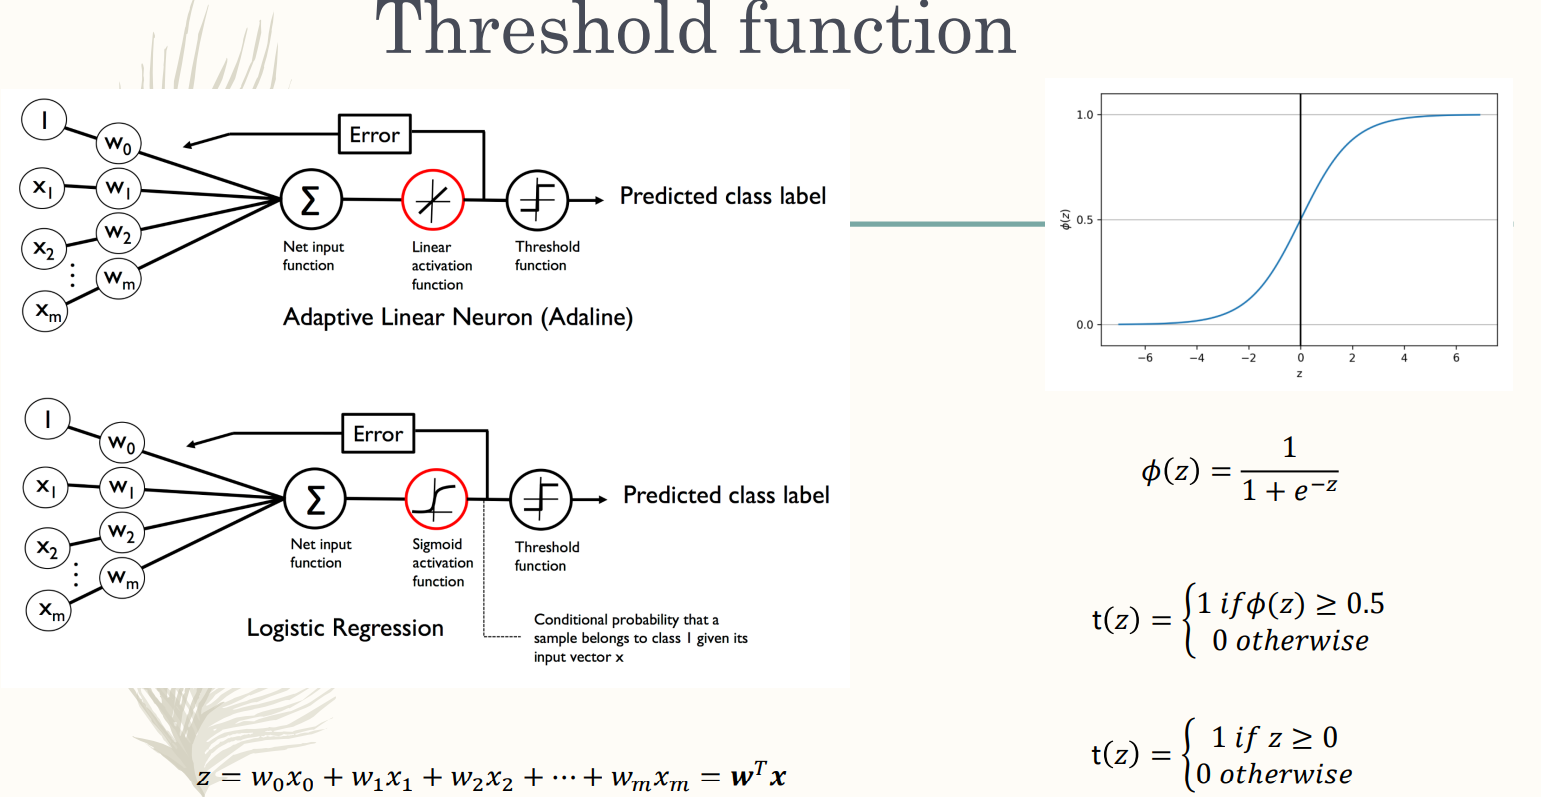 Threshold function
1
w0
x1
w1
x2
w2
⋮
wm
xm
Error
Σ
Predicted class label
Net input
function
Linear
activation
function
Threshold
function
Adaptive Linear Neuron (Adaline)
1
w0
x1
w1
x2
w2
⋮
wm
xm
Error
Σ
Predicted class label
Net input
function
Sigmoid
activation
function
Threshold
function
Conditional probability that a
sample belongs to class 1 given its
input vector x
Logistic Regression
z = w₀x₀ + w₁x₁ + w₂x₂ + ⋯ + wₘxₘ = wᵀx
1.0
0.5
0.0
ϕ(z)
−6 −4 −2 0 2 4 6
z
ϕ(z) = 1 / (1 + e^−z)
t(z) = { 1 if ϕ(z) ≥ 0.5
0 otherwise
t(z) = { 1 if z ≥ 0
0 otherwise